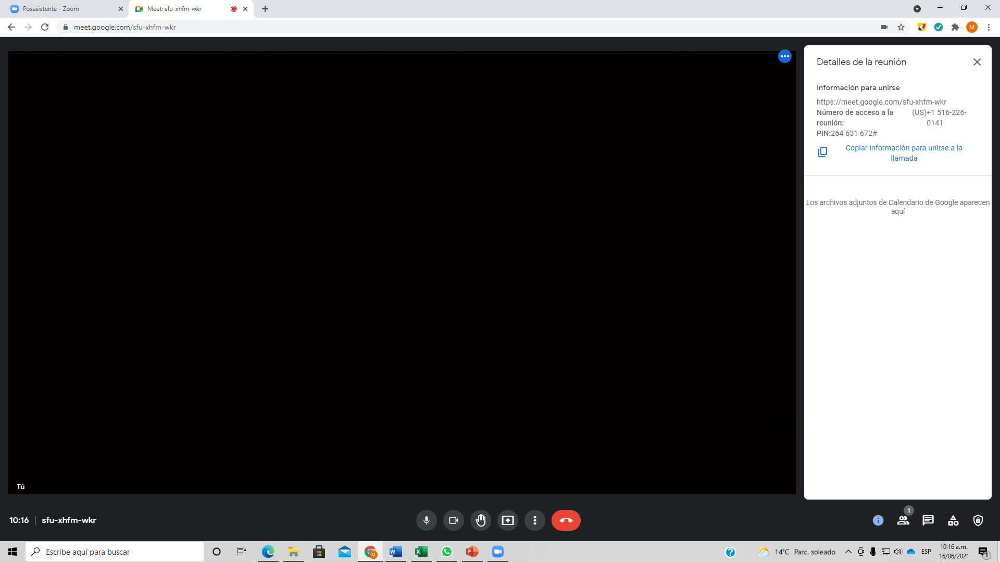 Posasistente - Zoom
Meet: sfu-xhfm-wkr
meet.google.com/sfu-xhfm-wkr
M
Detalles de la reunión
Información para unirse
https://meet.google.com/sfu-xhfm-wkr
Número de acceso a la reunión:
(US)+1 516-226-0141
PIN:264 631 672#
Copiar información para unirse a la
llamada
Los archivos adjuntos de Calendario de Google aparecen
aquí
Tú
10:16 | sfu-xhfm-wkr
1
Escribe aquí para buscar
14°C Parc. soleado
ESP
10:16 a.m.
16/06/2021
1